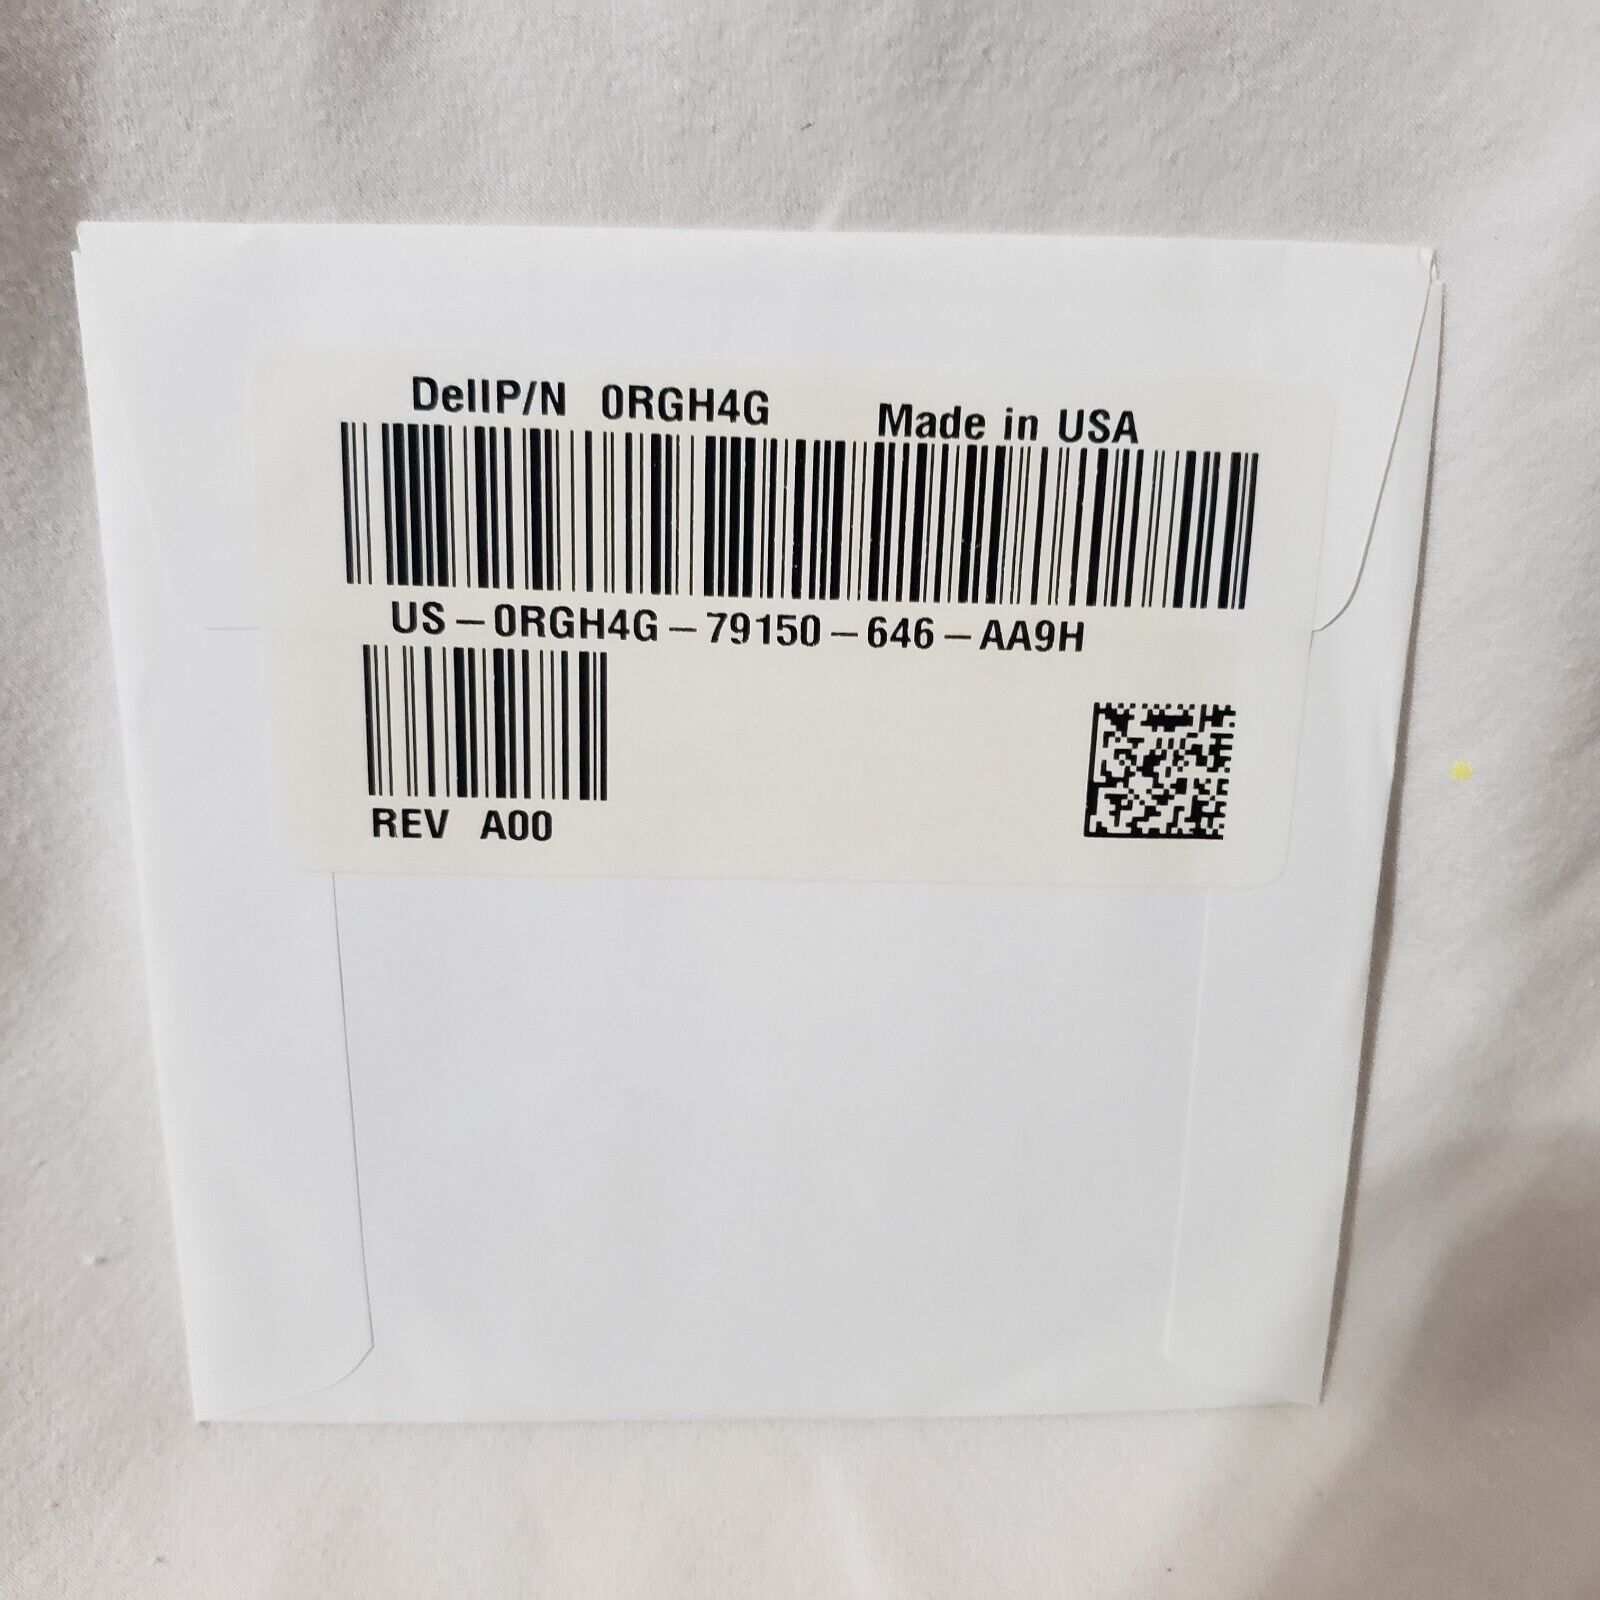 DellP/N 0RGH4G Made in USA
US-0RGH4G-79150-646-AA9H
REV A00